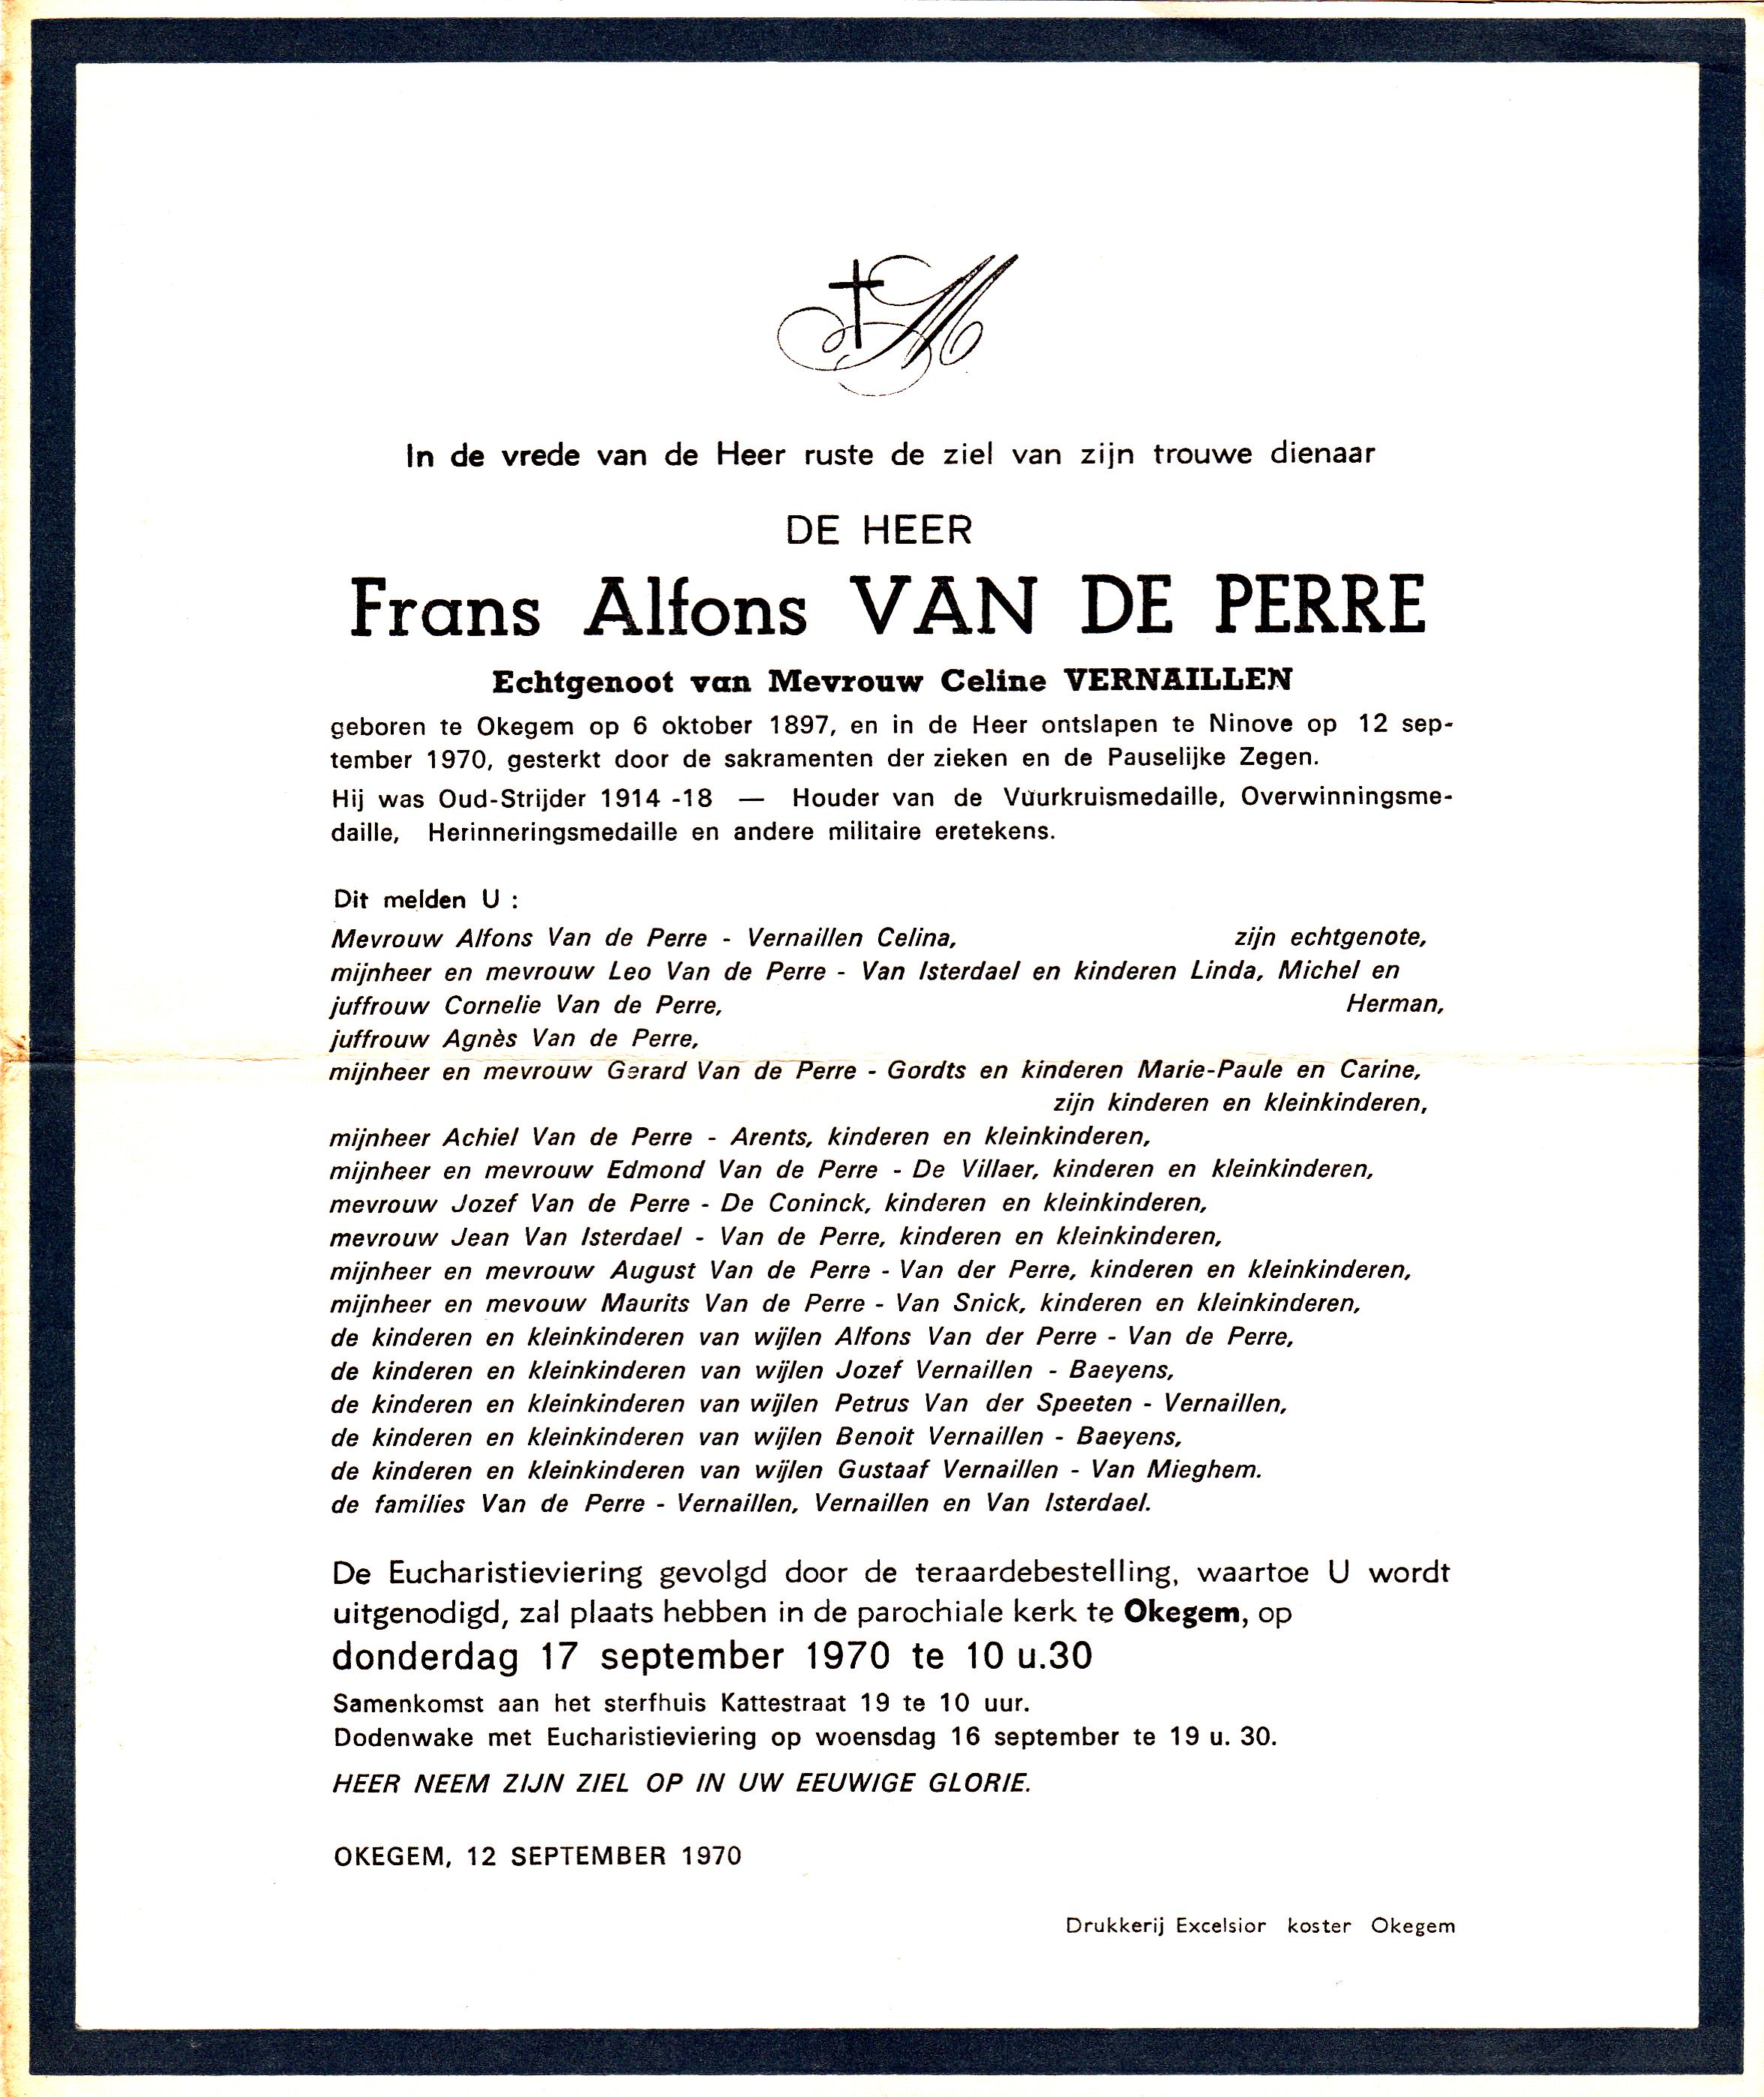 In de vrede van de Heer ruste de ziel van zijn trouwe dienaar
DE HEER
Frans Alfons VAN DE PERRE
Echtgenoot van Mevrouw Celine VERNAILLEN
geboren te Okegem op 6 oktober 1897, en in de Heer ontslapen te Ninove op 12 sep-
tember 1970, gesterkt door de sakramenten der zieken en de Pauselijke Zegen.
Hij was Oud-Strijder 1914 -18 — Houder van de Vuurkruismedaille, Overwinningsme-
daille, Herinneringsmedaille en andere militaire eretekens.
Dit melden U :
Mevrouw Alfons Van de Perre - Vernaillen Celina, zijn echtgenote,
mijnheer en mevrouw Leo Van de Perre - Van Isterdael en kinderen Linda, Michel en
juffrouw Cornelie Van de Perre, Herman,
juffrouw Agnès Van de Perre,
mijnheer en mevrouw Gerard Van de Perre - Gordts en kinderen Marie-Paule en Carine,
zijn kinderen en kleinkinderen,
mijnheer Achiel Van de Perre - Arents, kinderen en kleinkinderen,
mijnheer en mevrouw Edmond Van de Perre - De Villaer, kinderen en kleinkinderen,
mevrouw Jozef Van de Perre - De Coninck, kinderen en kleinkinderen,
mevrouw Jean Van Isterdael - Van de Perre, kinderen en kleinkinderen,
mijnheer en mevrouw August Van de Perre - Van der Perre, kinderen en kleinkinderen,
mijnheer en mevouw Maurits Van de Perre - Van Snick, kinderen en kleinkinderen,
de kinderen en kleinkinderen van wijlen Alfons Van der Perre - Van de Perre,
de kinderen en kleinkinderen van wijlen Jozef Vernaillen - Baeyens,
de kinderen en kleinkinderen van wijlen Petrus Van der Speeten - Vernaillen,
de kinderen en kleinkinderen van wijlen Benoit Vernaillen - Baeyens,
de kinderen en kleinkinderen van wijlen Gustaaf Vernaillen - Van Mieghem.
de families Van de Perre - Vernaillen, Vernaillen en Van Isterdael.
De Eucharistieviering gevolgd door de teraardebestelling, waartoe U wordt
uitgenodigd, zal plaats hebben in de parochiale kerk te Okegem, op
donderdag 17 september 1970 te 10 u.30
Samenkomst aan het sterfhuis Kattestraat 19 te 10 uur.
Dodenwake met Eucharistieviering op woensdag 16 september te 19 u. 30.
HEER NEEM ZIJN ZIEL OP IN UW EEUWIGE GLORIE.
OKEGEM, 12 SEPTEMBER 1970
Drukkerij Excelsior koster Okegem